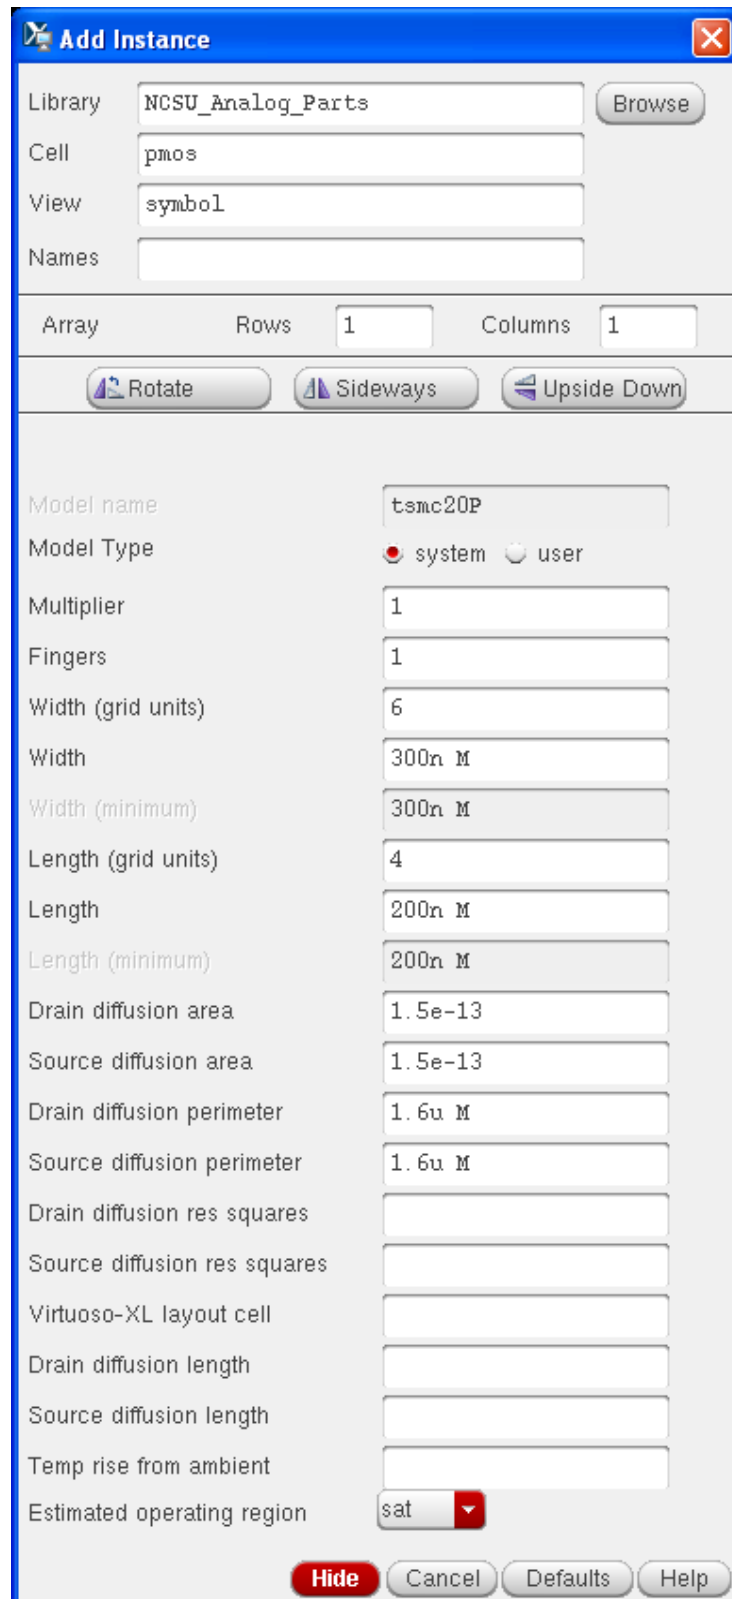 Add Instance
Library NCSU_Analog_Parts Browse
Cell pmos
View symbol
Names
Array Rows 1 Columns 1
Rotate Sideways Upside Down
Model name tsmc20P
Model Type system user
Multiplier 1
Fingers 1
Width (grid units) 6
Width 300n M
Width (minimum) 300n M
Length (grid units) 4
Length 200n M
Length (minimum) 200n M
Drain diffusion area 1.5e-13
Source diffusion area 1.5e-13
Drain diffusion perimeter 1.6u M
Source diffusion perimeter 1.6u M
Drain diffusion res squares
Source diffusion res squares
Virtuoso-XL layout cell
Drain diffusion length
Source diffusion length
Temp rise from ambient
Estimated operating region sat
Hide Cancel Defaults Help